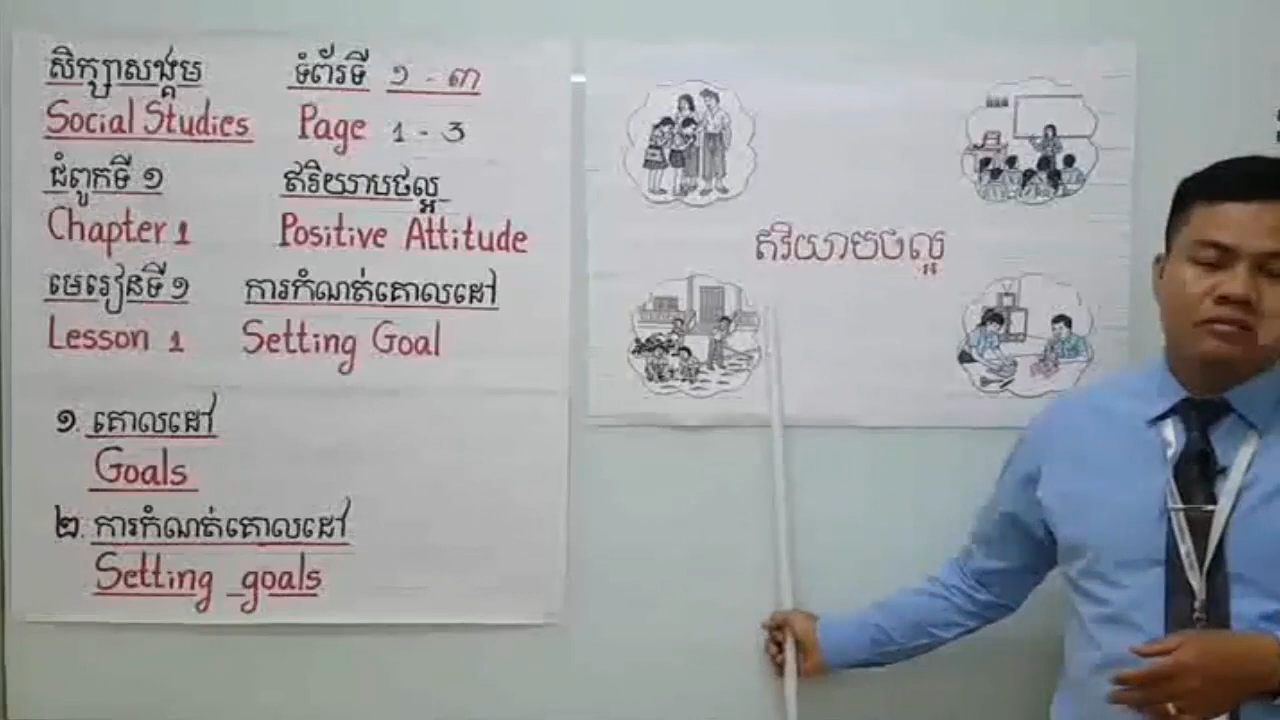 សិក្សាសង្គម ទំព័រទី ១ - ៣
Social Studies Page 1 - 3
ជំពូកទី ១ ឥរិយាបថល្អ
Chapter 1 Positive Attitude
មេរៀនទី ១ ការកំណត់គោលដៅ
Lesson 1 Setting Goal
១. គោលដៅ
Goals
២. ការកំណត់គោលដៅ
Setting goals
ឥរិយាបថល្អ